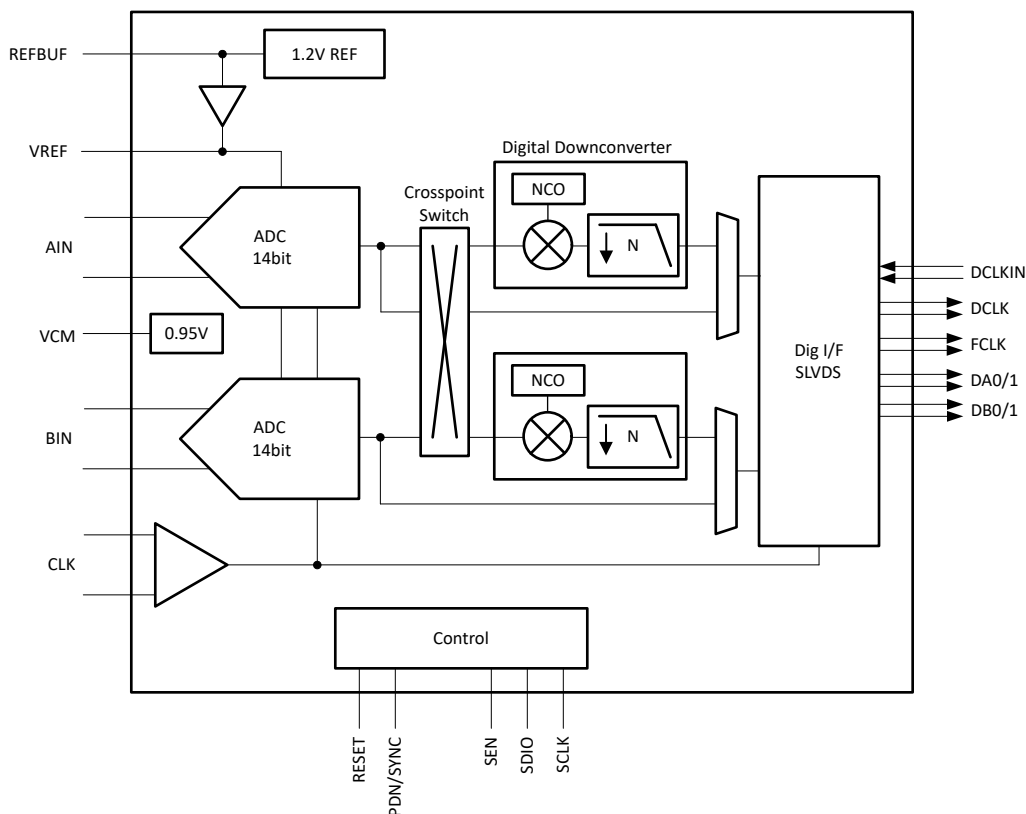 REFBUF
1.2V REF
VREF
Digital Downconverter
NCO
Crosspoint
Switch
AIN
ADC
14bit
N
DCLKIN
DCLK
VCM
0.95V
Dig I/F
SLVDS
FCLK
DA0/1
NCO
DB0/1
BIN
ADC
14bit
N
CLK
Control
RESET
PDN/SYNC
SEN
SDIO
SCLK